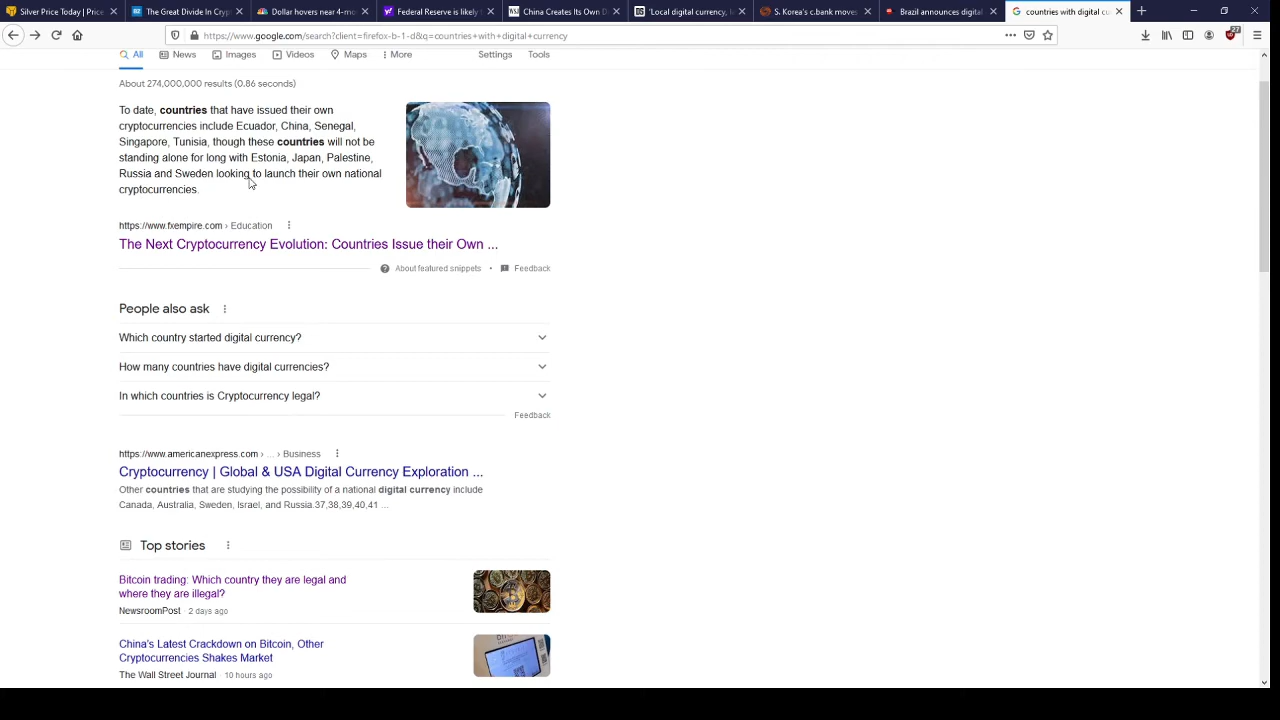 Silver Price Today | Price
The Great Divide In Cryp
Dollar hovers near 4-mo
Federal Reserve is likely t
WSJ China Creates Its Own D
'Local digital currency, l
S. Korea's c.bank moves
Brazil announces digital
countries with digital cu
https://www.google.com/search?client=firefox-b-1-d&q=countries+with+digital+currency
27
All News Images Videos Maps More Settings Tools
About 274,000,000 results (0.86 seconds)
To date, countries that have issued their own
cryptocurrencies include Ecuador, China, Senegal,
Singapore, Tunisia, though these countries will not be
standing alone for long with Estonia, Japan, Palestine,
Russia and Sweden looking to launch their own national
cryptocurrencies.
https://www.fxempire.com › Education
The Next Cryptocurrency Evolution: Countries Issue their Own ...
About featured snippets • Feedback
People also ask
Which country started digital currency?
How many countries have digital currencies?
In which countries is Cryptocurrency legal?
Feedback
https://www.americanexpress.com › ... › Business
Cryptocurrency | Global & USA Digital Currency Exploration ...
Other countries that are studying the possibility of a national digital currency include
Canada, Australia, Sweden, Israel, and Russia.37,38,39,40,41 ...
Top stories
Bitcoin trading: Which country they are legal and
where they are illegal?
NewsroomPost · 2 days ago
China's Latest Crackdown on Bitcoin, Other
Cryptocurrencies Shakes Market
The Wall Street Journal · 10 hours ago